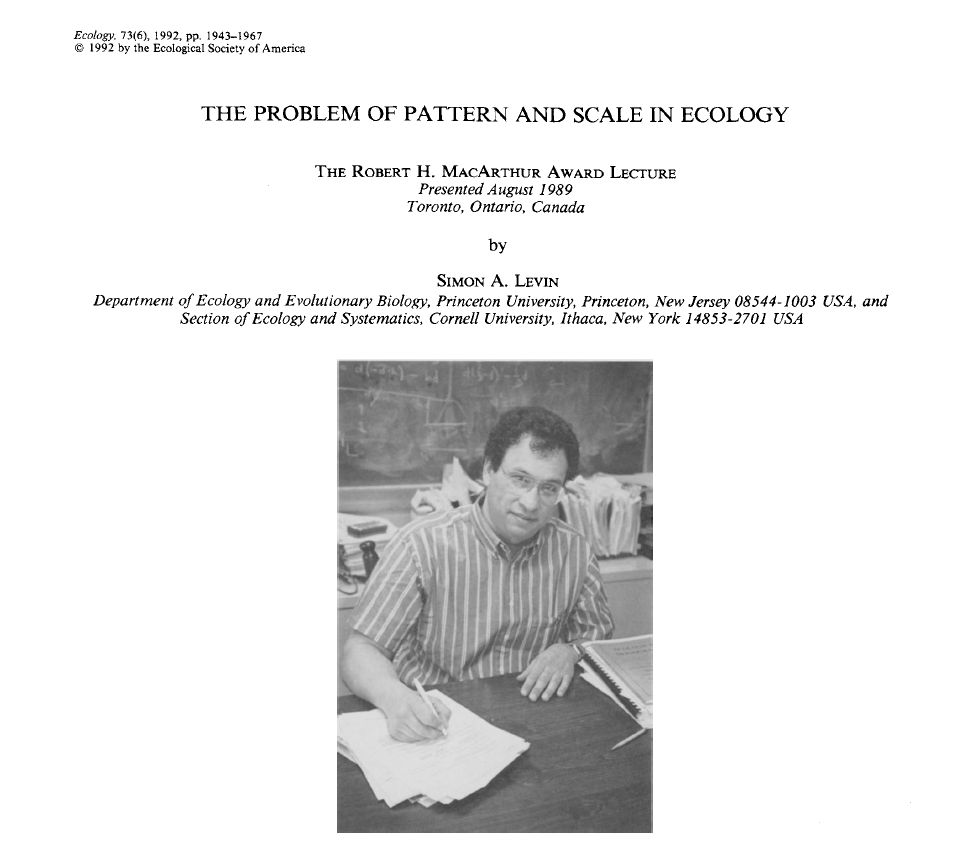 Ecology, 73(6), 1992, pp. 1943–1967
© 1992 by the Ecological Society of America
THE PROBLEM OF PATTERN AND SCALE IN ECOLOGY
THE ROBERT H. MACARTHUR AWARD LECTURE
Presented August 1989
Toronto, Ontario, Canada
by
SIMON A. LEVIN
Department of Ecology and Evolutionary Biology, Princeton University, Princeton, New Jersey 08544-1003 USA, and
Section of Ecology and Systematics, Cornell University, Ithaca, New York 14853-2701 USA